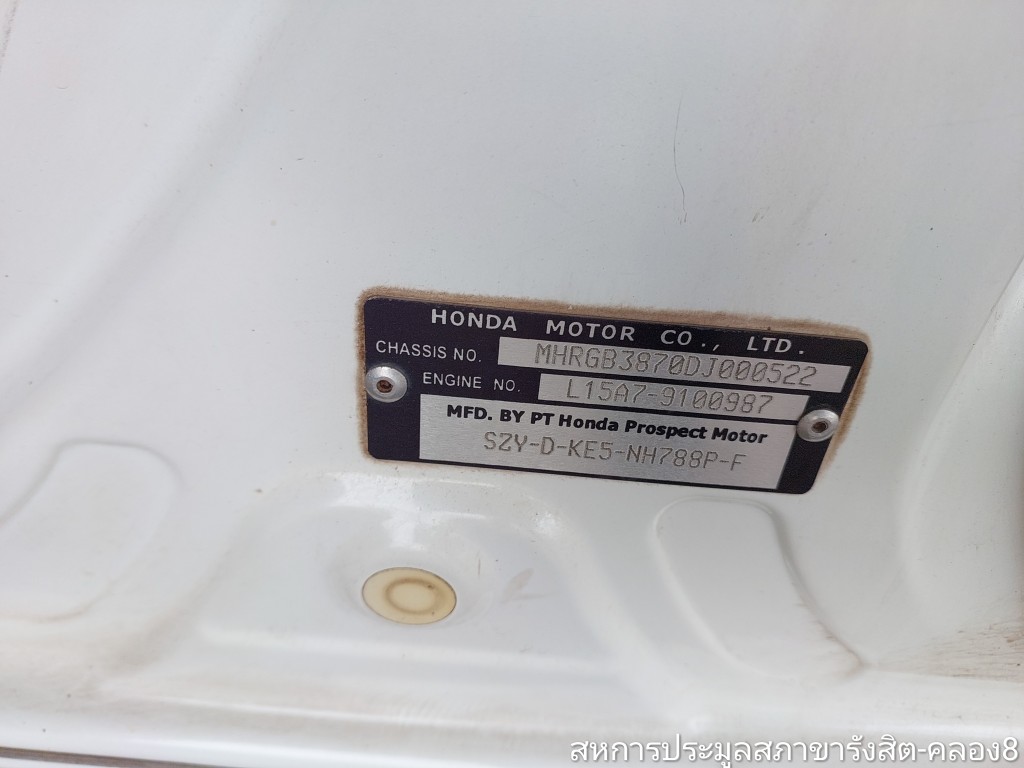 HONDA MOTOR CO., LTD.
CHASSIS NO. MHRGB3870DJ000522
ENGINE NO. L15A7-9100987
MFD. BY PT Honda Prospect Motor
SZY-D-KE5-NH788P-F
สหการประมูลสภาขารังสิต-คลอง8